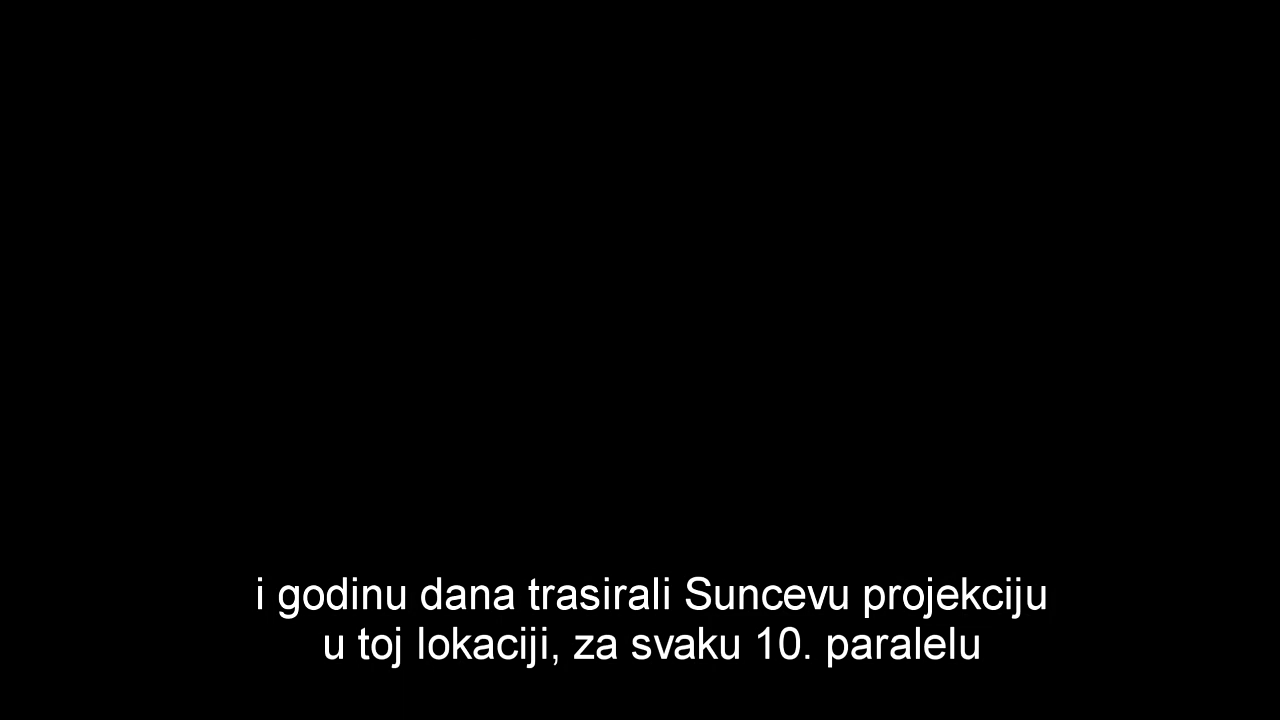 i godinu dana trasirali Suncevu projekciju
u toj lokaciji, za svaku 10. paralelu